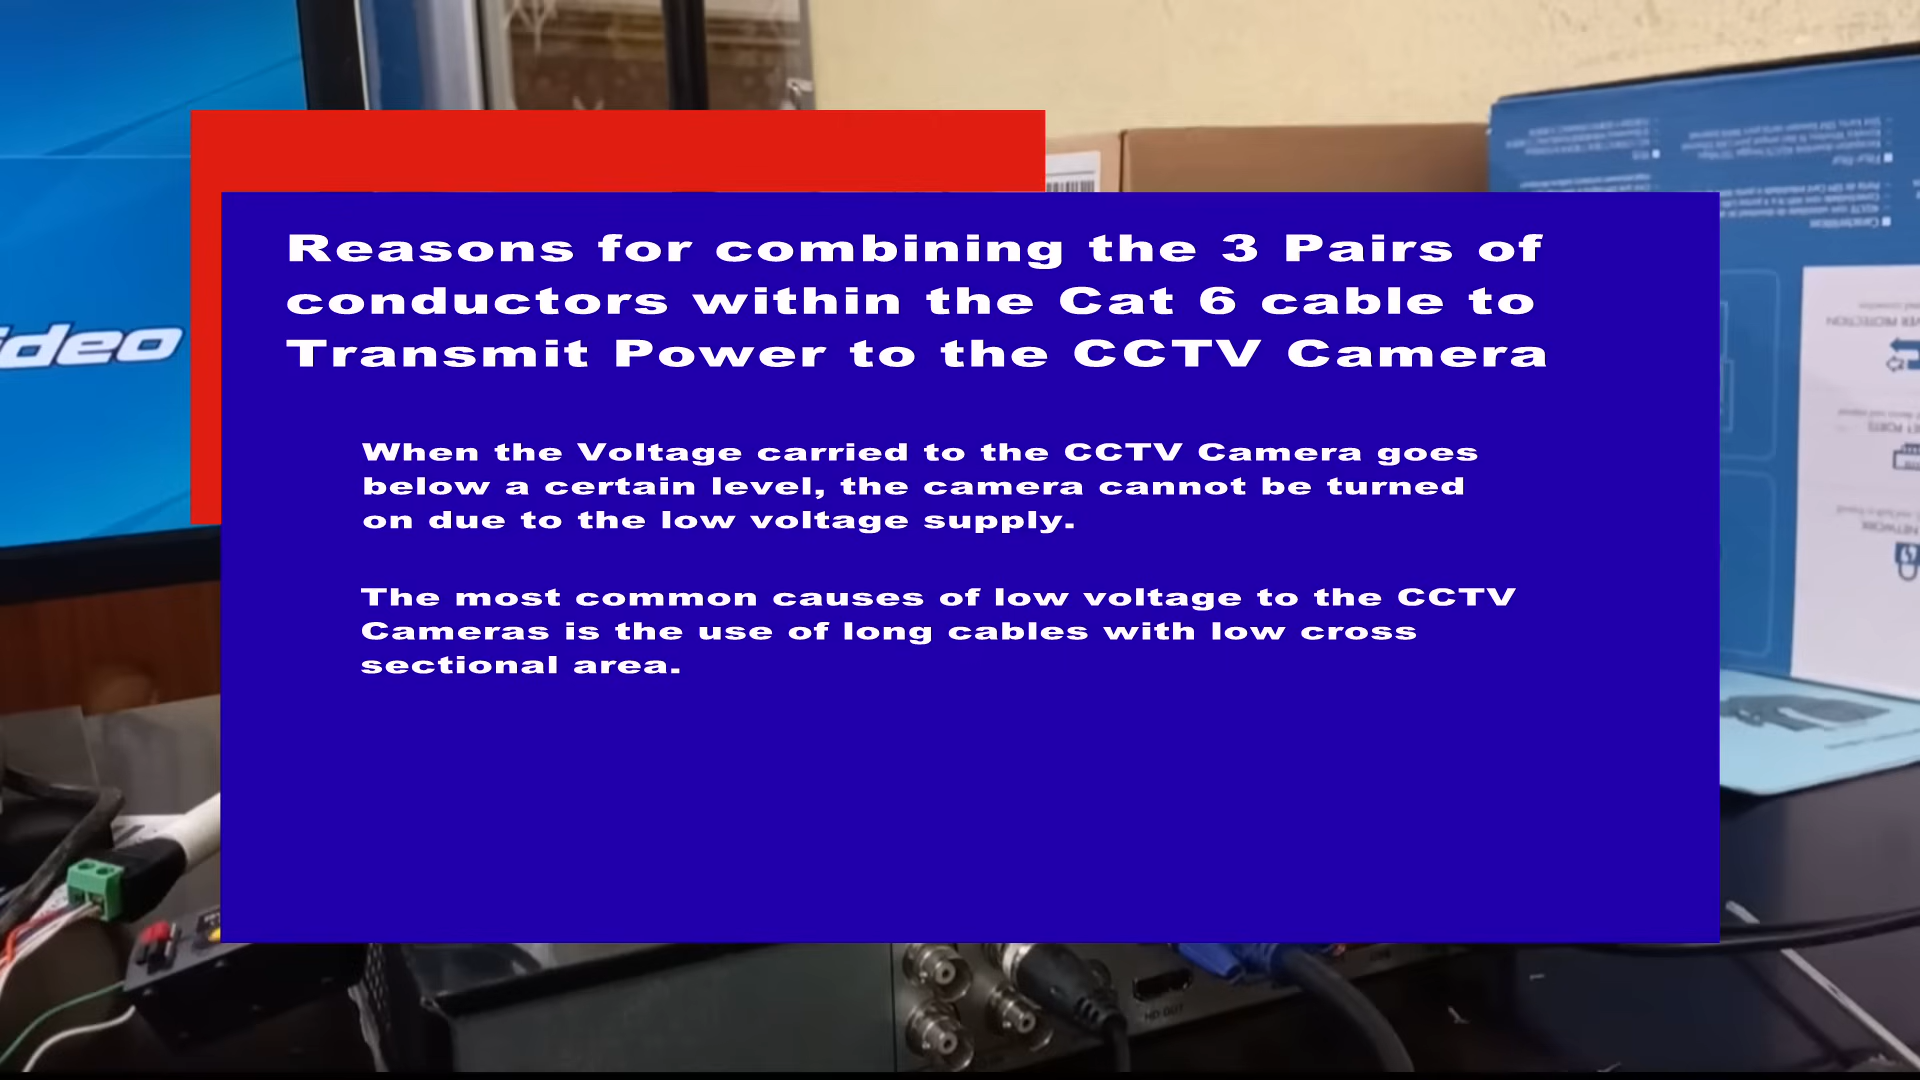 ideo
Reasons for combining the 3 Pairs of
conductors within the Cat 6 cable to
Transmit Power to the CCTV Camera
When the Voltage carried to the CCTV Camera goes
below a certain level, the camera cannot be turned
on due to the low voltage supply.
The most common causes of low voltage to the CCTV
Cameras is the use of long cables with low cross
sectional area.